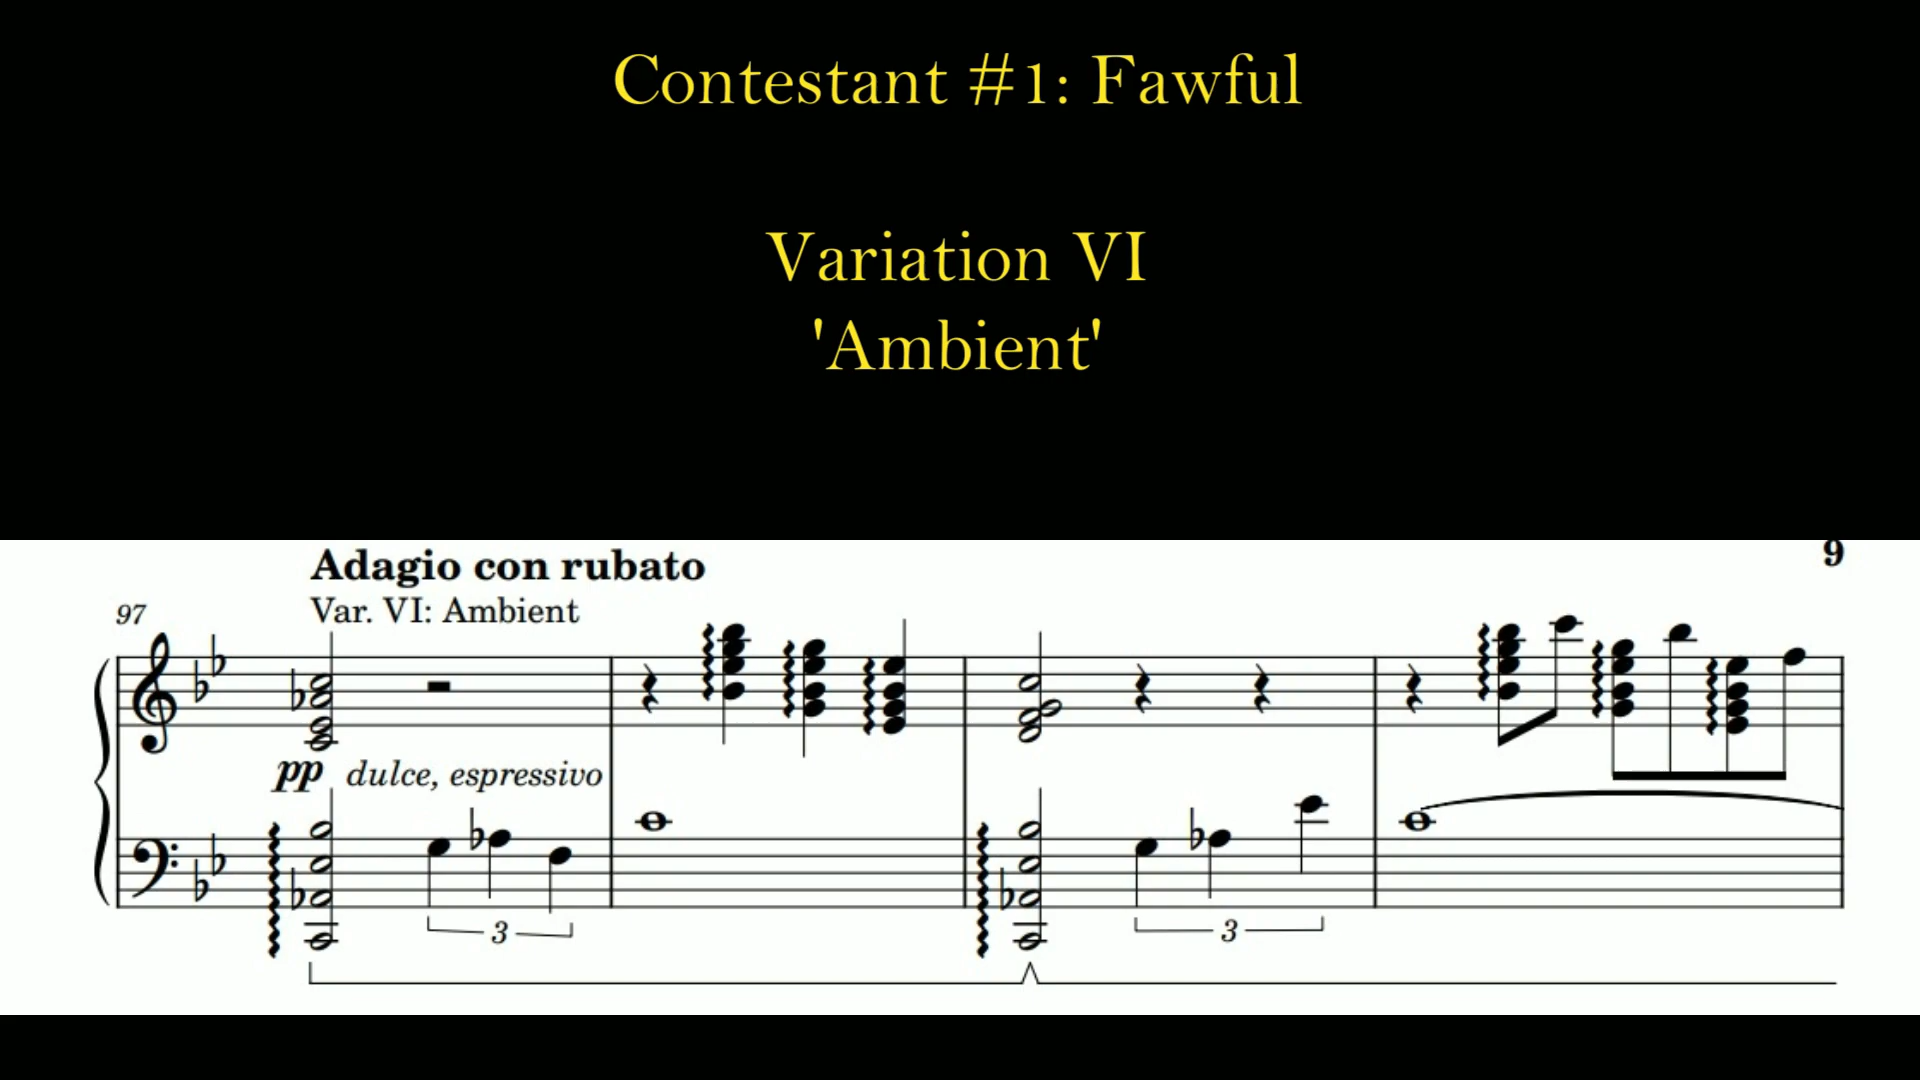 Contestant #1: Fawful
Variation VI
'Ambient'
9
Adagio con rubato
Var. VI: Ambient
97
pp dulce, espressivo
3
3